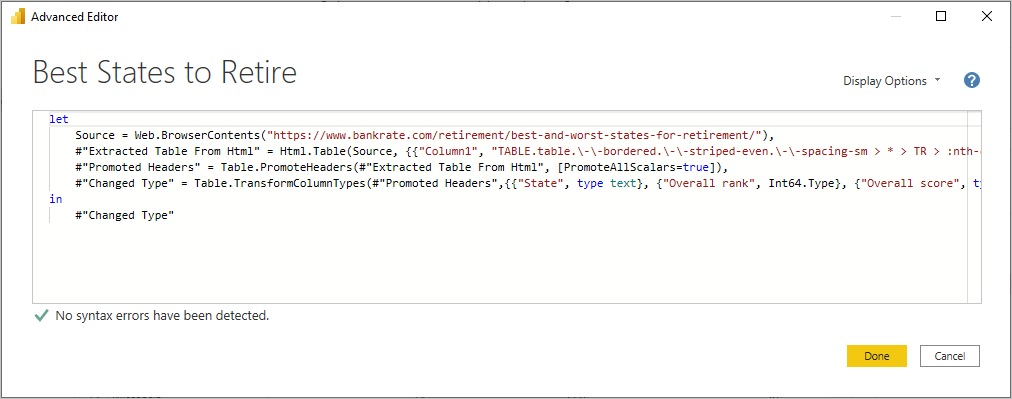 Advanced Editor
Best States to Retire
Display Options
?
let
Source = Web.BrowserContents("https://www.bankrate.com/retirement/best-and-worst-states-for-retirement/"),
#"Extracted Table From Html" = Html.Table(Source, {{"Column1", "TABLE.table.\-\-bordered.\-\-striped-even.\-\-spacing-sm > * > TR > :nth-
#"Promoted Headers" = Table.PromoteHeaders(#"Extracted Table From Html", [PromoteAllScalars=true]),
#"Changed Type" = Table.TransformColumnTypes(#"Promoted Headers",{{"State", type text}, {"Overall rank", Int64.Type}, {"Overall score", ty
in
#"Changed Type"
No syntax errors have been detected.
Done
Cancel